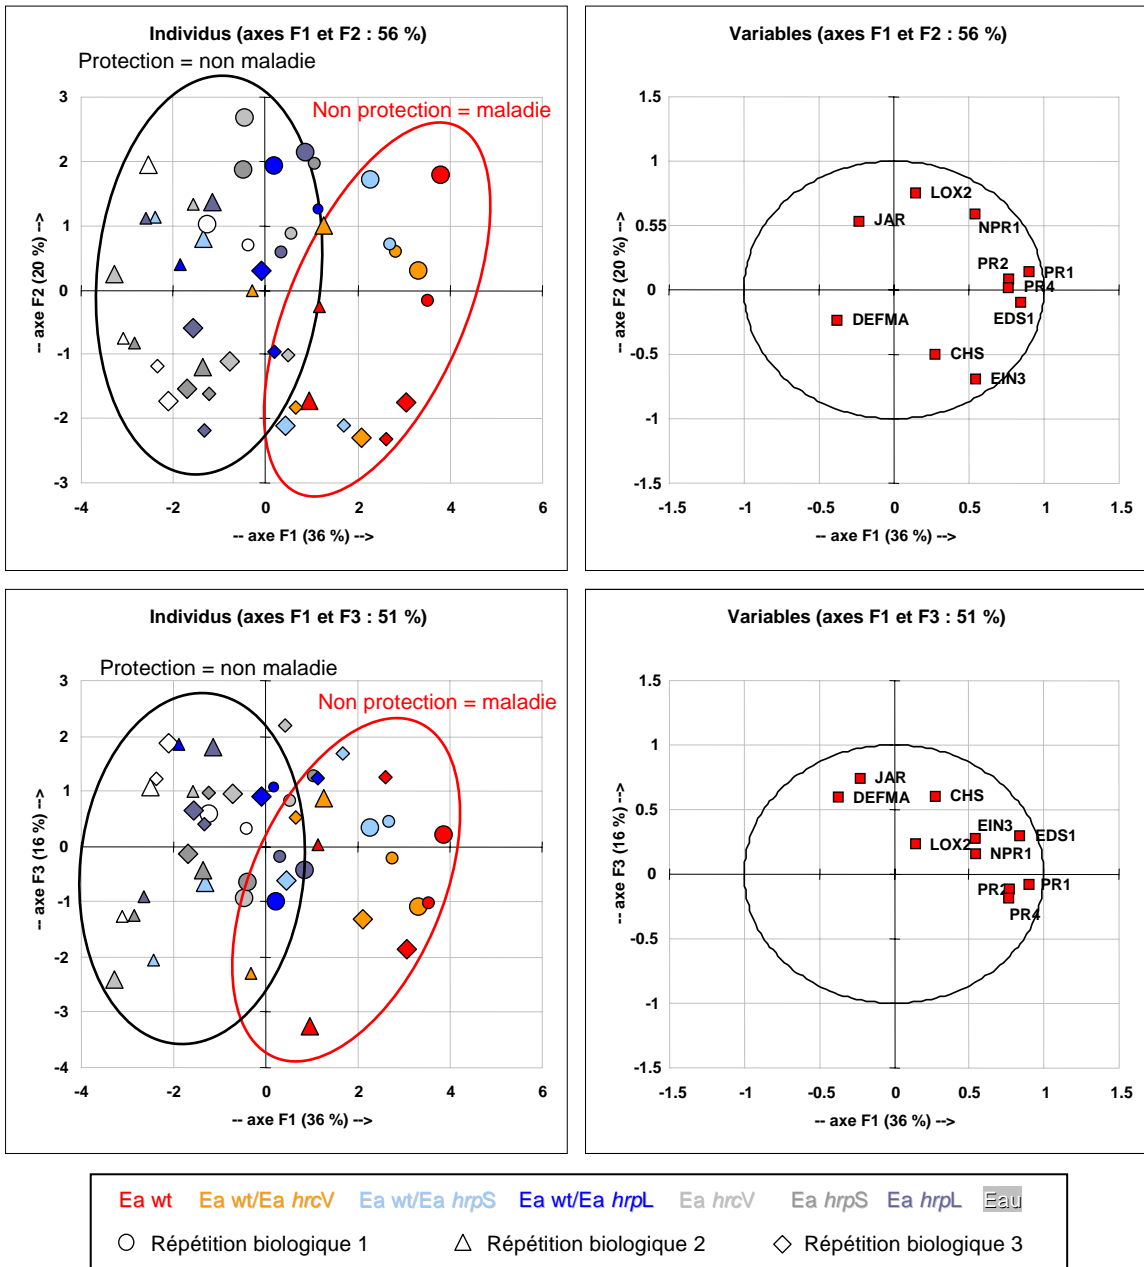 Individus (axes F1 et F2 : 56 %)
Protection = non maladie
Non protection = maladie
3
2
1
0
-1
-2
-3
-4
-2
0
2
4
6
-- axe F2 (20 %) -->
-- axe F1 (36 %) -->
Variables (axes F1 et F2 : 56 %)
1.5
1
0.55
0
-0.5
-1
-1.5
-1.5
-1
-0.5
0
0.5
1
1.5
LOX2
JAR
NPR1
PR2
PR1
PR4
EDS1
DEFMA
CHS
EIN3
-- axe F2 (20 %) -->
-- axe F1 (36 %) -->
Individus (axes F1 et F3 : 51 %)
Protection = non maladie
Non protection = maladie
3
2
1
0
-1
-2
-3
-4
-4
-2
0
2
4
6
-- axe F3 (16 %) -->
-- axe F1 (36 %) -->
Variables (axes F1 et F3 : 51 %)
1.5
1
0.5
0
-0.5
-1
-1.5
-1.5
-1
-0.5
0
0.5
1
1.5
JAR
DEFMA
CHS
EIN3
EDS1
LOX2
NPR1
PR2
PR1
PR4
-- axe F3 (16 %) -->
-- axe F1 (36 %) -->
Ea wt Ea wt/Ea hrcV Ea wt/Ea hrpS Ea wt/Ea hrpL Ea hrcV Ea hrpS Ea hrpL Eau
Répétition biologique 1 Répétition biologique 2 Répétition biologique 3